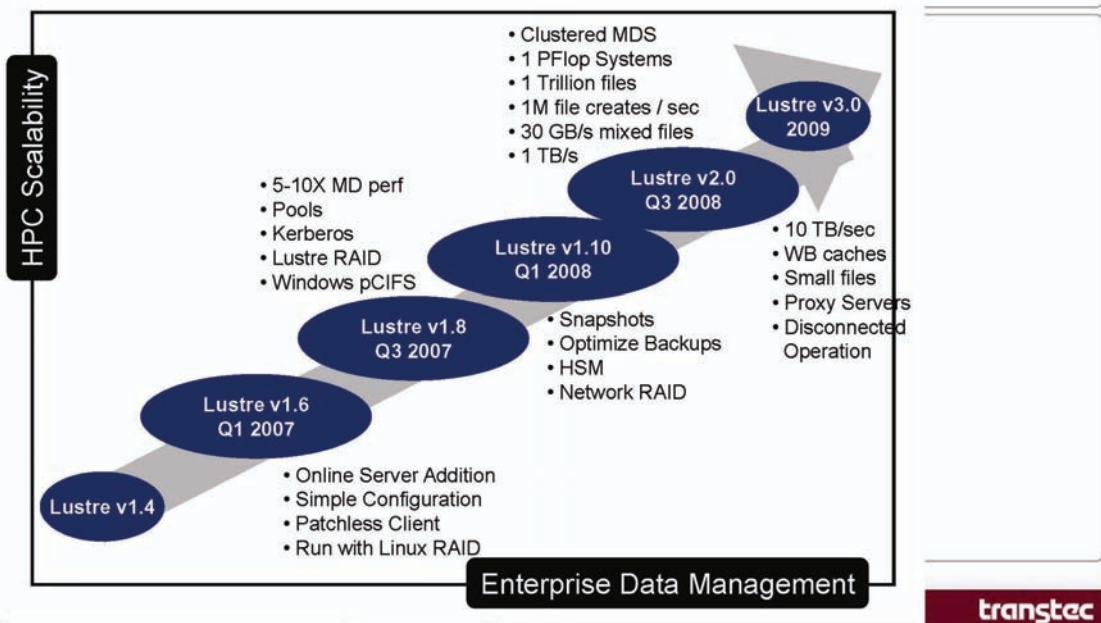 HPC Scalability
• Clustered MDS
• 1 PFlop Systems
• 1 Trillion files
• 1M file creates / sec
• 30 GB/s mixed files
• 1 TB/s
Lustre v3.0
2009
• 5-10X MD perf
• Pools
• Kerberos
• Lustre RAID
• Windows pCIFS
Lustre v2.0
Q3 2008
Lustre v1.10
Q1 2008
• 10 TB/sec
• WB caches
• Small files
• Proxy Servers
• Disconnected
Operation
Lustre v1.8
Q3 2007
• Snapshots
• Optimize Backups
• HSM
• Network RAID
Lustre v1.6
Q1 2007
Lustre v1.4
• Online Server Addition
• Simple Configuration
• Patchless Client
• Run with Linux RAID
Enterprise Data Management
transtec